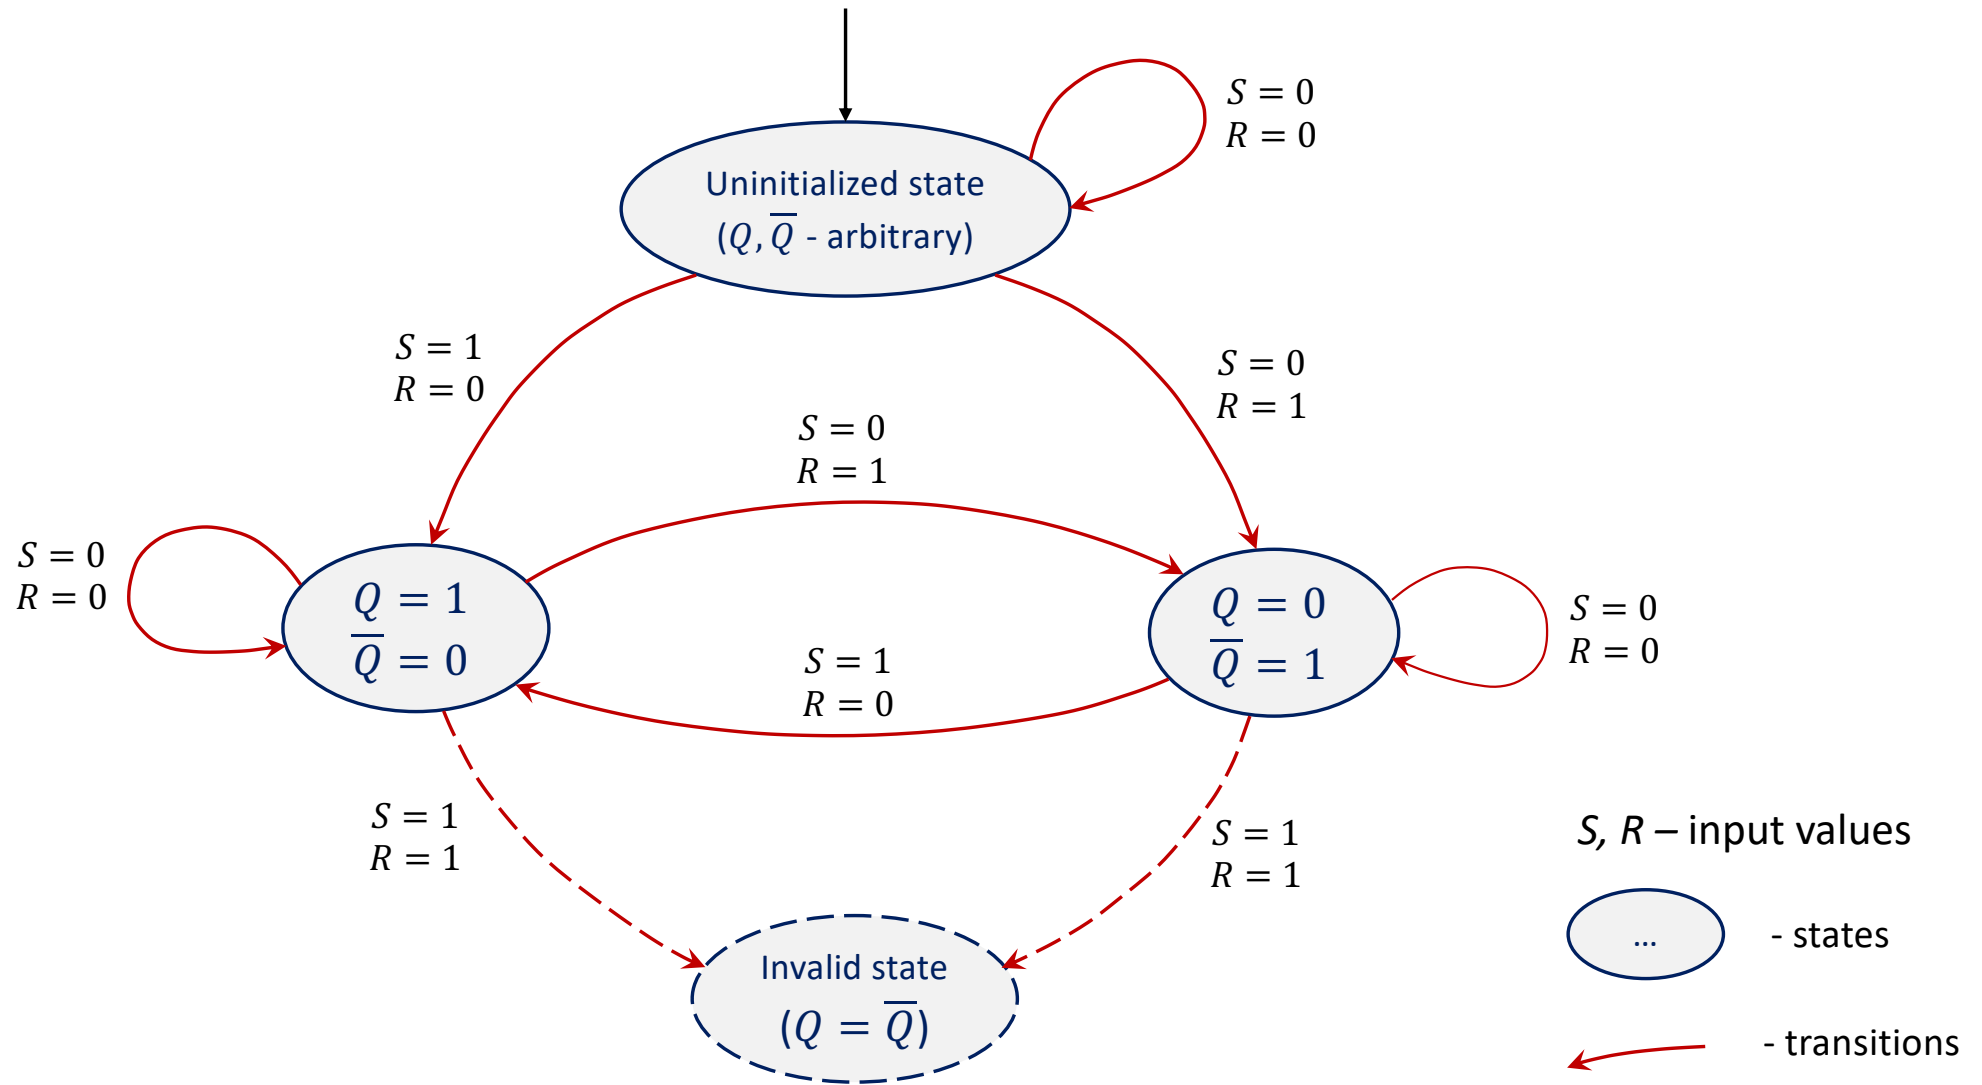 S = 0
R = 0
Uninitialized state
(Q, Q̅ - arbitrary)
S = 1
R = 0
S = 0
R = 1
S = 0
R = 1
S = 0
R = 0
Q = 1
Q̅ = 0
Q = 0
Q̅ = 1
S = 0
R = 0
S = 1
R = 0
S = 1
R = 1
S = 1
R = 1
Invalid state
(Q = Q̅)
S, R – input values
... - states
- transitions